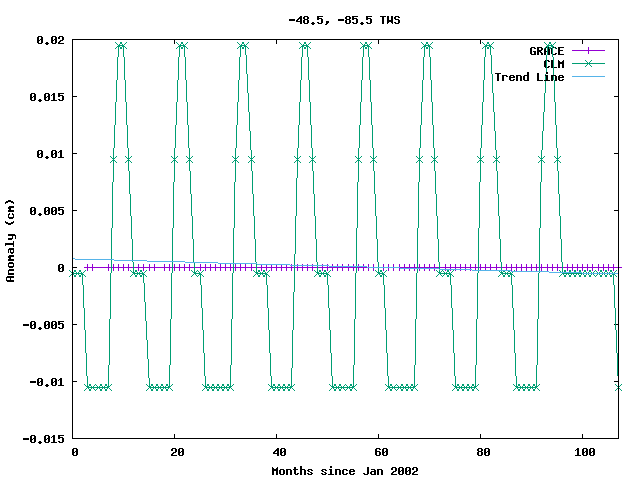 -48.5, -85.5 TWS
0.02
0.015
0.01
0.005
0
-0.005
-0.01
-0.015
Anomaly (cm)
GRACE
CLM
Trend Line
0 20 40 60 80 100
Months since Jan 2002